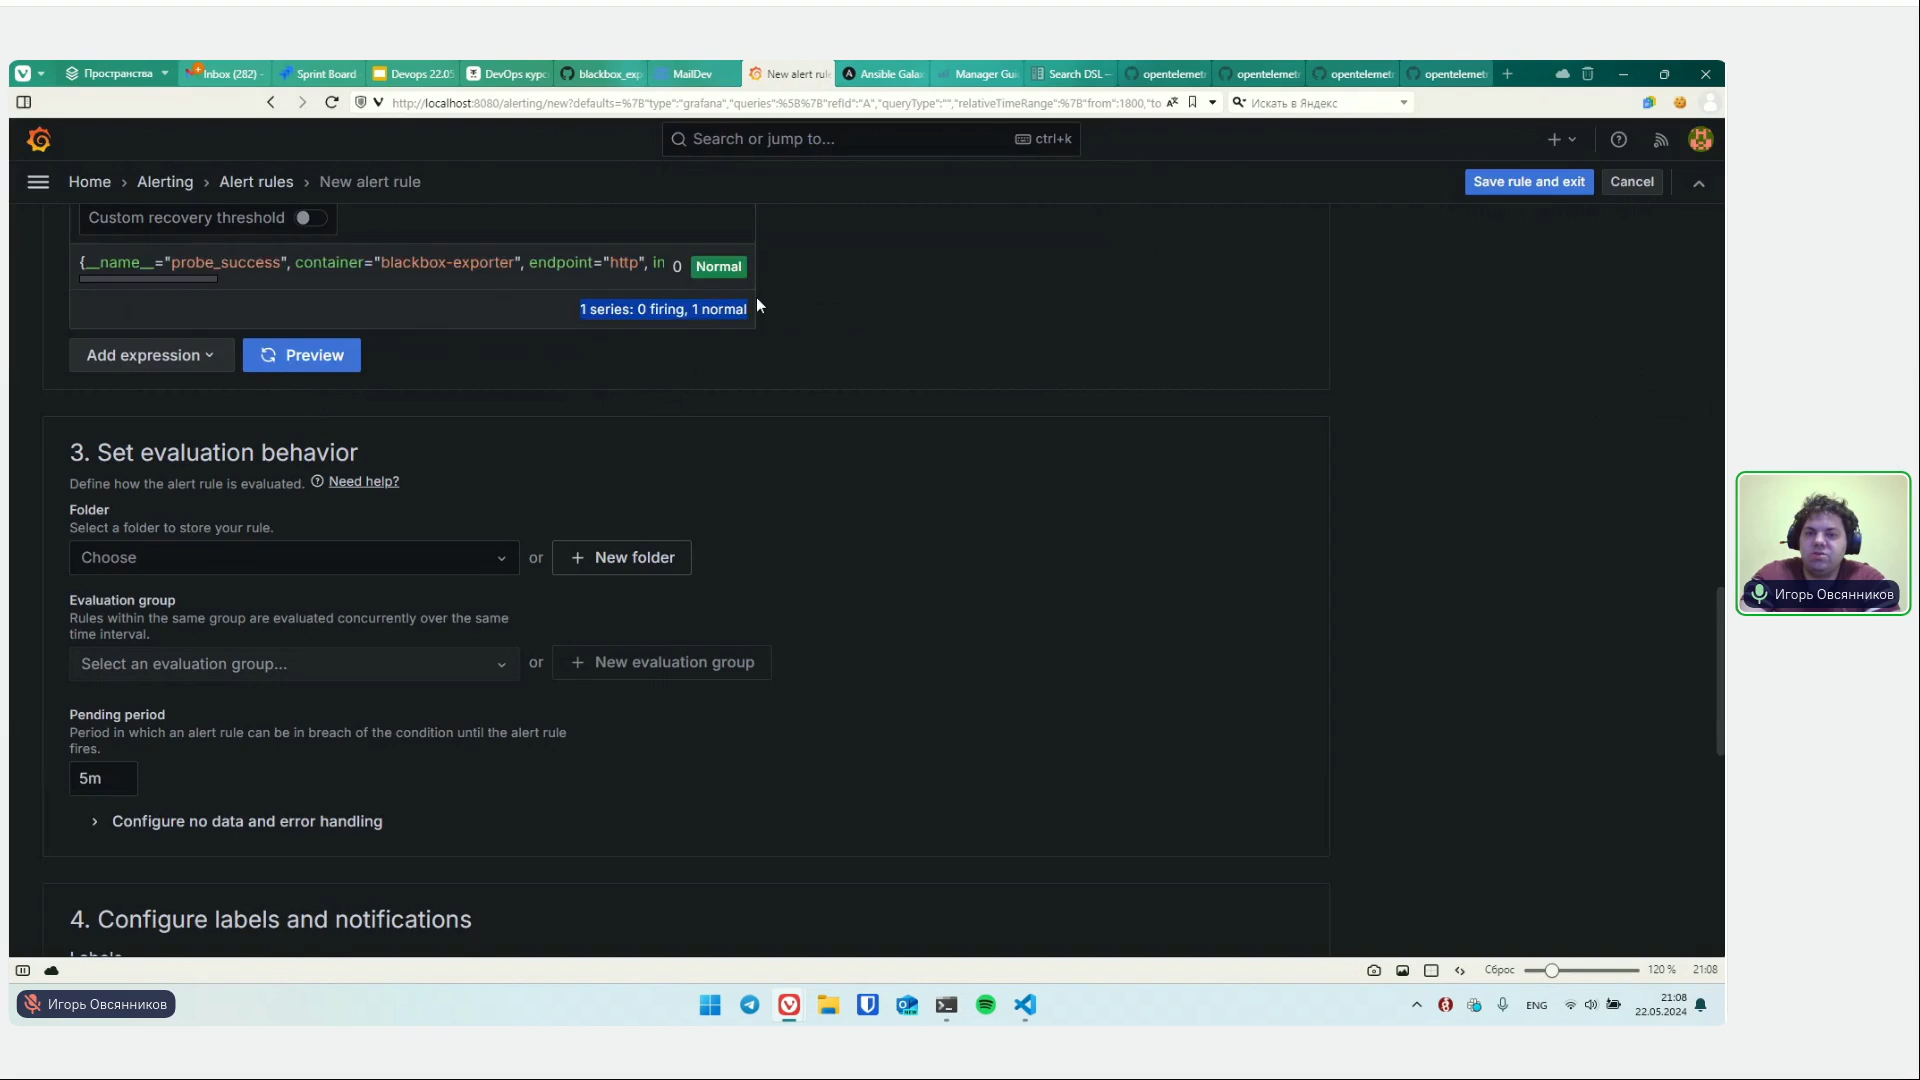 Пространства
Inbox (282) -
Sprint Board
Devops 22.05
DevOps курс
blackbox_exp
MailDev
New alert rule
Ansible Galax
Manager Gui
Search DSL –
opentelemetr
opentelemetr
opentelemetr
opentelemetr
http://localhost:8080/alerting/new?defaults=%7B"type":"grafana","queries":%5B%7B"refId":"A","queryType":"","relativeTimeRange":%7B"from":1800,"to
Искать в Яндекс
Search or jump to...
ctrl+k
Home › Alerting › Alert rules › New alert rule
Save rule and exit
Cancel
Custom recovery threshold
{__name__="probe_success", container="blackbox-exporter", endpoint="http", in
0
Normal
1 series: 0 firing, 1 normal
Add expression
Preview
3. Set evaluation behavior
Define how the alert rule is evaluated.
Need help?
Folder
Select a folder to store your rule.
Choose
or
+ New folder
Evaluation group
Rules within the same group are evaluated concurrently over the same
time interval.
Select an evaluation group...
or
+ New evaluation group
Pending period
Period in which an alert rule can be in breach of the condition until the alert rule
fires.
5m
Configure no data and error handling
4. Configure labels and notifications
Labels
Сброс
120 %
21:08
Игорь Овсянников
Игорь Овсянников
ENG
21:08
22.05.2024